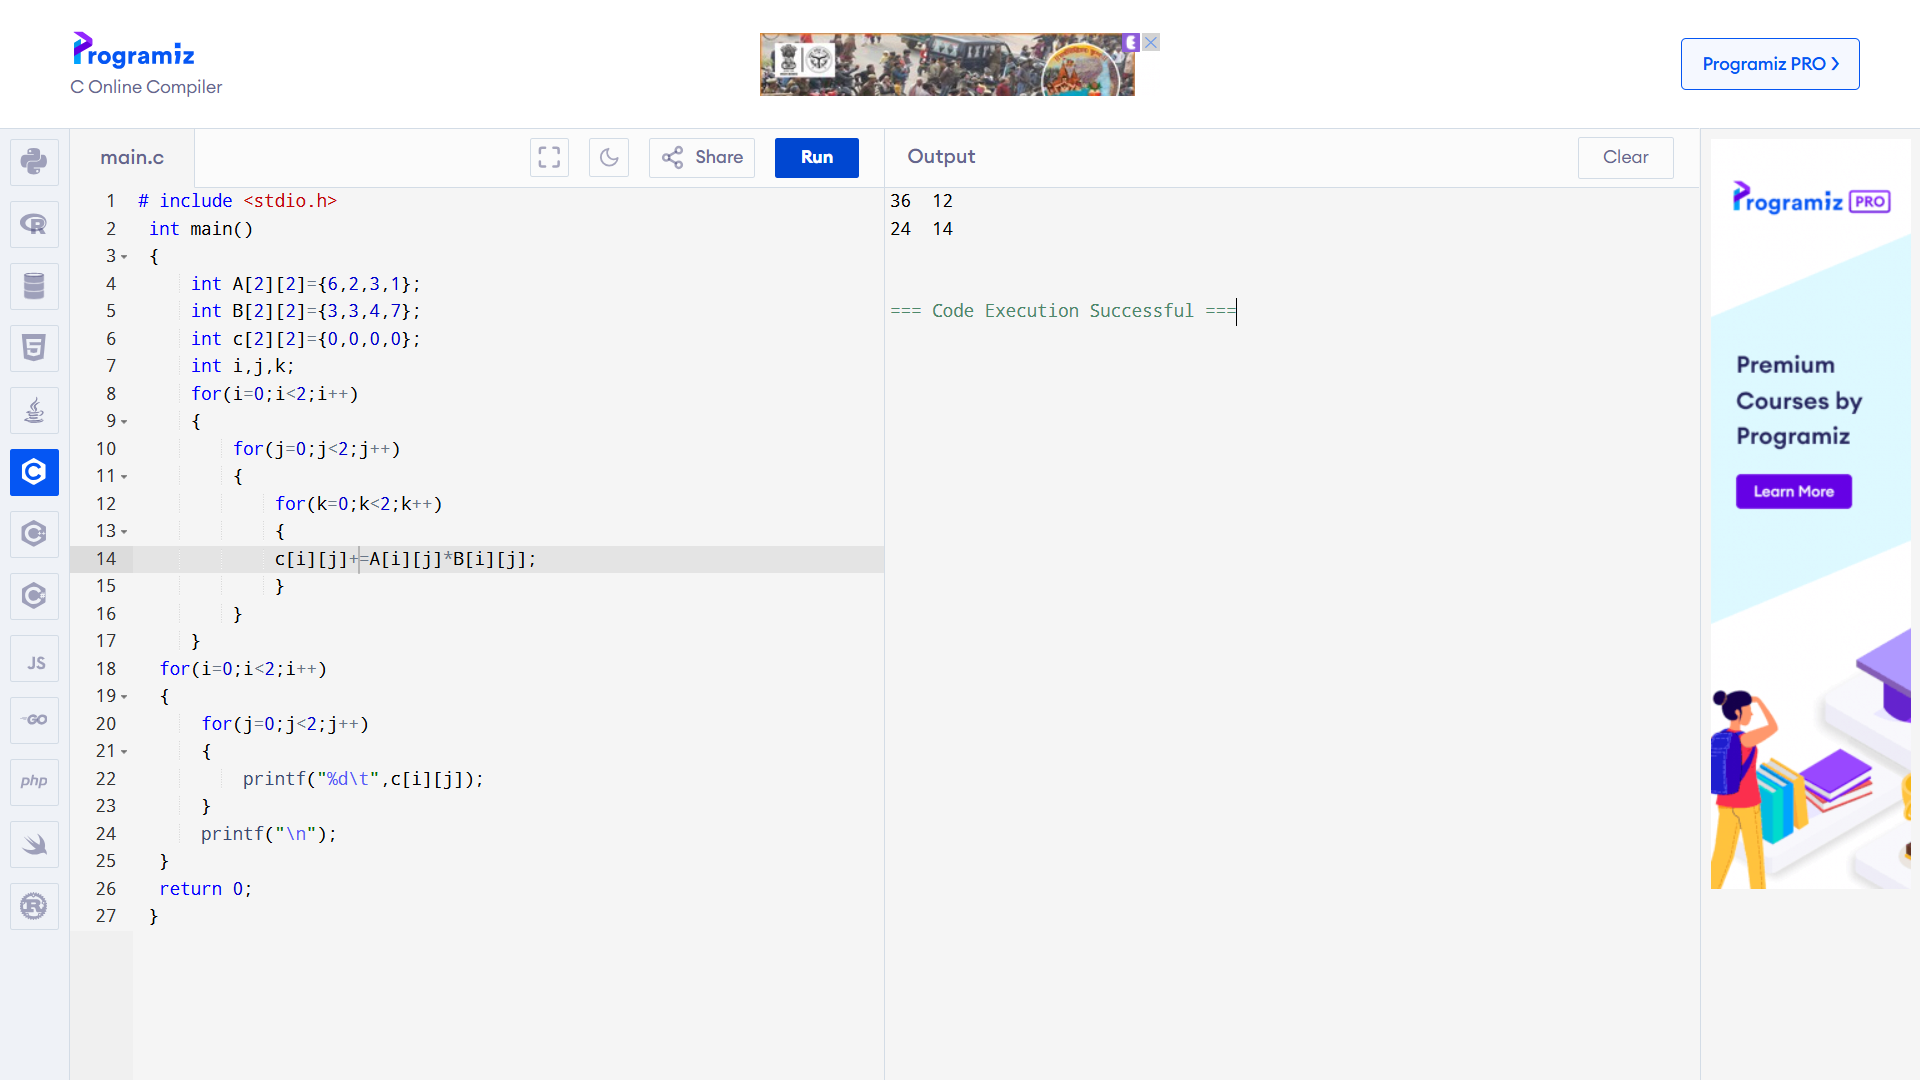 Programiz
C Online Compiler
Programiz PRO
main.c
Share
Run
Output
Clear
1 # include <stdio.h>
2 int main()
3 {
4 int A[2][2]={6,2,3,1};
5 int B[2][2]={3,3,4,7};
6 int c[2][2]={0,0,0,0};
7 int i,j,k;
8 for(i=0;i<2;i++)
9 {
10 for(j=0;j<2;j++)
11 {
12 for(k=0;k<2;k++)
13 {
14 c[i][j]+=A[i][j]*B[i][j];
15 }
16 }
17 }
18 for(i=0;i<2;i++)
19 {
20 for(j=0;j<2;j++)
21 {
22 printf("%d\t",c[i][j]);
23 }
24 printf("\n");
25 }
26 return 0;
27 }
36 12
24 14
=== Code Execution Successful ===
JS
GO
php
Programiz PRO
Premium
Courses by
Programiz
Learn More